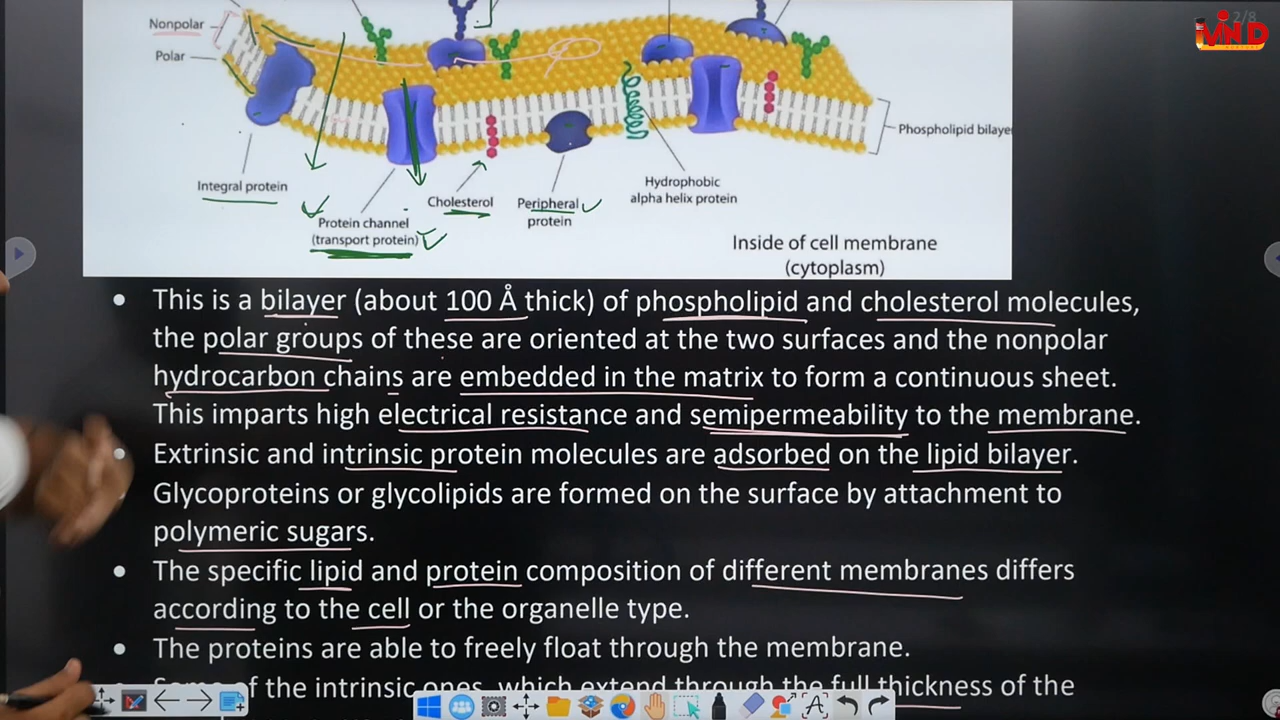 2/8
MIND
Nonpolar
Polar
Phospholipid bilayer
Integral protein
Cholesterol
Peripheral
protein
Hydrophobic
alpha helix protein
Protein channel
(transport protein)
Inside of cell membrane
(cytoplasm)
• This is a bilayer (about 100 Å thick) of phospholipid and cholesterol molecules,
the polar groups of these are oriented at the two surfaces and the nonpolar
hydrocarbon chains are embedded in the matrix to form a continuous sheet.
This imparts high electrical resistance and semipermeability to the membrane.
• Extrinsic and intrinsic protein molecules are adsorbed on the lipid bilayer.
Glycoproteins or glycolipids are formed on the surface by attachment to
polymeric sugars.
• The specific lipid and protein composition of different membranes differs
according to the cell or the organelle type.
• The proteins are able to freely float through the membrane.
Some of the intrinsic ones, which extend through the full thickness of the